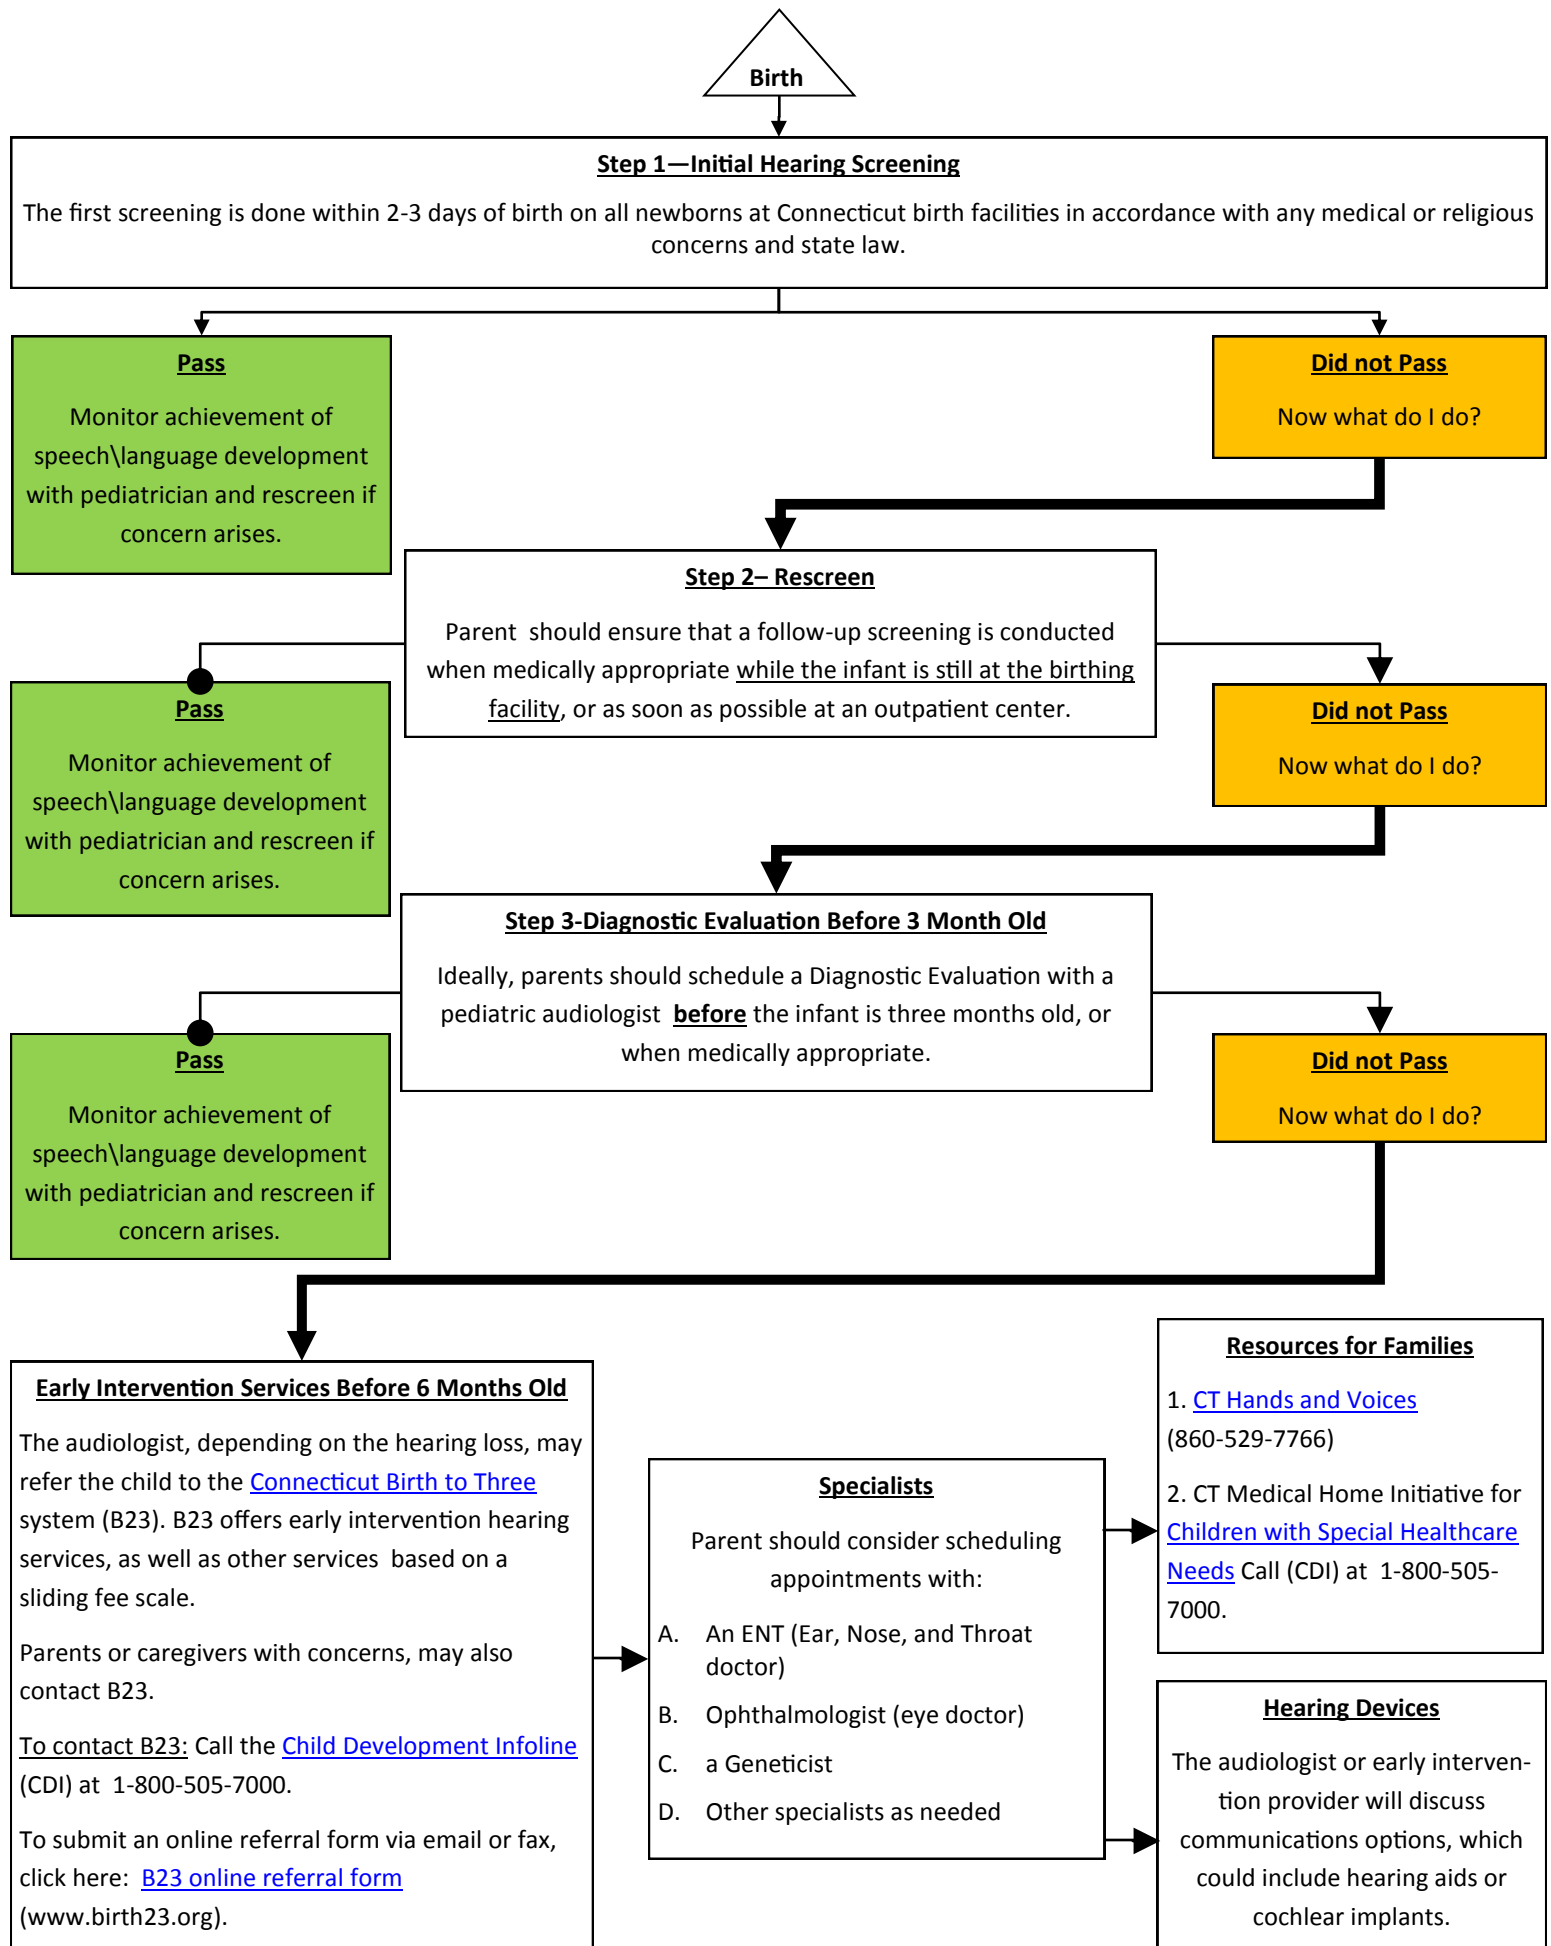 Birth
Step 1—Initial Hearing Screening
The first screening is done within 2-3 days of birth on all newborns at Connecticut birth facilities in accordance with any medical or religious
concerns and state law.
Pass
Monitor achievement of
speech\language development
with pediatrician and rescreen if
concern arises.
Did not Pass
Now what do I do?
Step 2– Rescreen
Parent should ensure that a follow-up screening is conducted
when medically appropriate while the infant is still at the birthing
facility, or as soon as possible at an outpatient center.
Pass
Monitor achievement of
speech\language development
with pediatrician and rescreen if
concern arises.
Did not Pass
Now what do I do?
Step 3-Diagnostic Evaluation Before 3 Month Old
Ideally, parents should schedule a Diagnostic Evaluation with a
pediatric audiologist before the infant is three months old, or
when medically appropriate.
Pass
Monitor achievement of
speech\language development
with pediatrician and rescreen if
concern arises.
Did not Pass
Now what do I do?
Early Intervention Services Before 6 Months Old
The audiologist, depending on the hearing loss, may
refer the child to the Connecticut Birth to Three
system (B23). B23 offers early intervention hearing
services, as well as other services based on a
sliding fee scale.
Parents or caregivers with concerns, may also
contact B23.
To contact B23: Call the Child Development Infoline
(CDI) at 1-800-505-7000.
To submit an online referral form via email or fax,
click here: B23 online referral form
(www.birth23.org).
Specialists
Parent should consider scheduling
appointments with:
A. An ENT (Ear, Nose, and Throat
doctor)
B. Ophthalmologist (eye doctor)
C. a Geneticist
D. Other specialists as needed
Resources for Families
1. CT Hands and Voices
(860-529-7766)
2. CT Medical Home Initiative for
Children with Special Healthcare
Needs Call (CDI) at 1-800-505-
7000.
Hearing Devices
The audiologist or early interven-
tion provider will discuss
communications options, which
could include hearing aids or
cochlear implants.